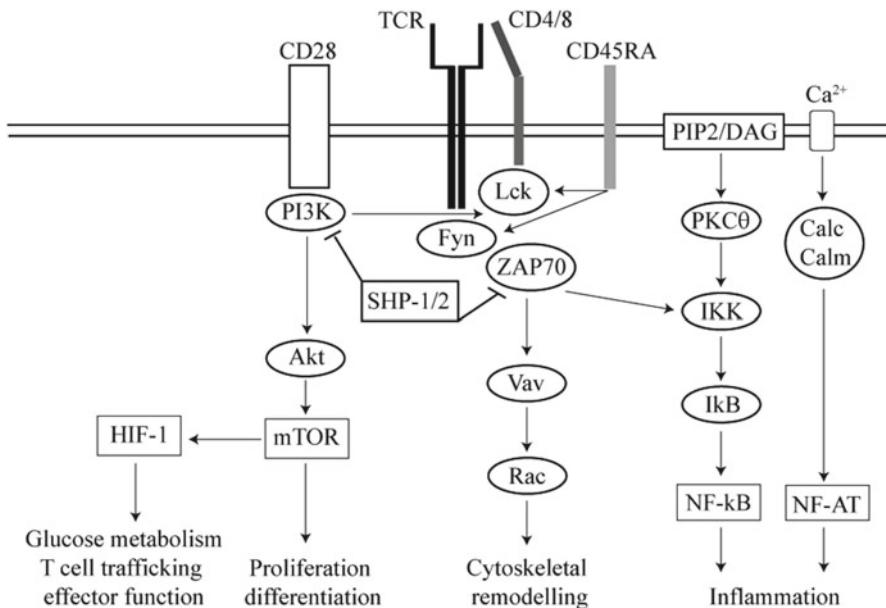 TCR
CD4/8
CD28
CD45RA
Ca²⁺
PIP2/DAG
Lck
PI3K
PKCθ
Calc
Calm
Fyn
ZAP70
SHP-1/2
IKK
Akt
Vav
IkB
HIF-1
mTOR
Rac
NF-kB
NF-AT
Glucose metabolism
T cell trafficking
effector function
Proliferation
differentiation
Cytoskeletal
remodelling
Inflammation